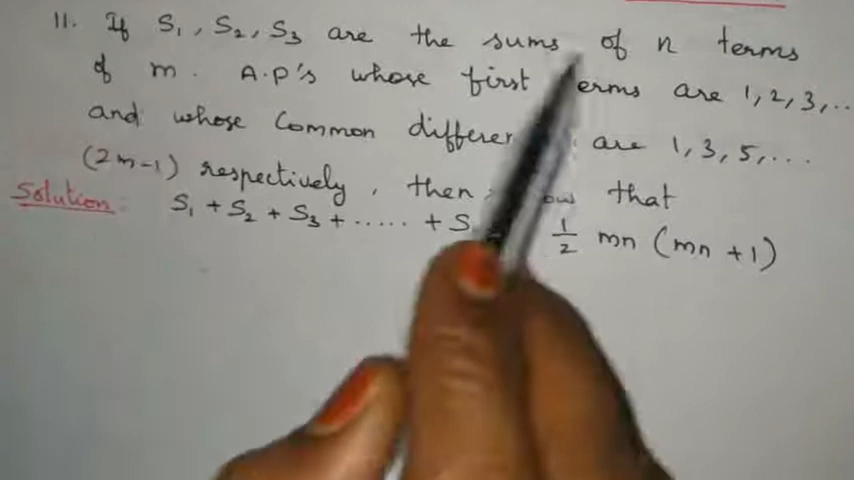 11. If S₁, S₂, S₃ are the sums of n terms
of m. A.P's whose first are 1, 2, 3, ..
and whose Common are 1, 3, 5, ...
(2m-1) respectively, then that
Solution: S₁ + S₂ + S₃ + ..... + S 1/2 mn (mn + 1)